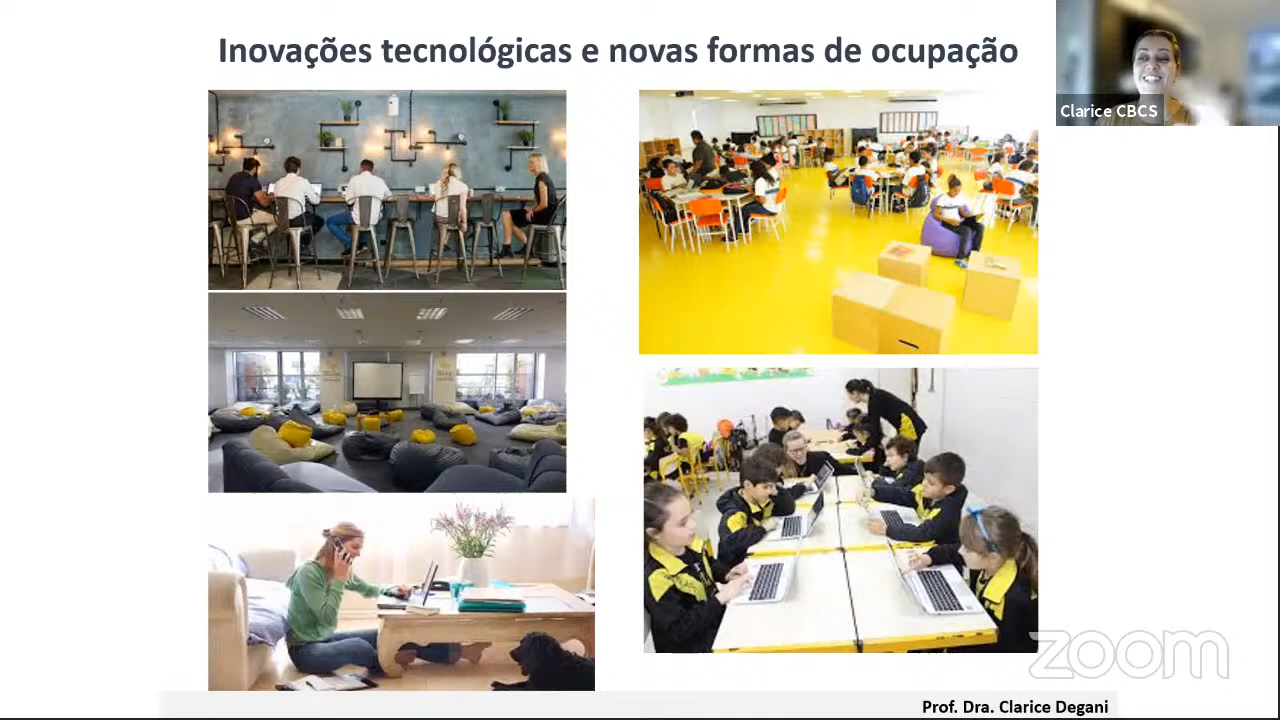 Inovações tecnológicas e novas formas de ocupação
Clarice CBCS
zoom
Prof. Dra. Clarice Degani